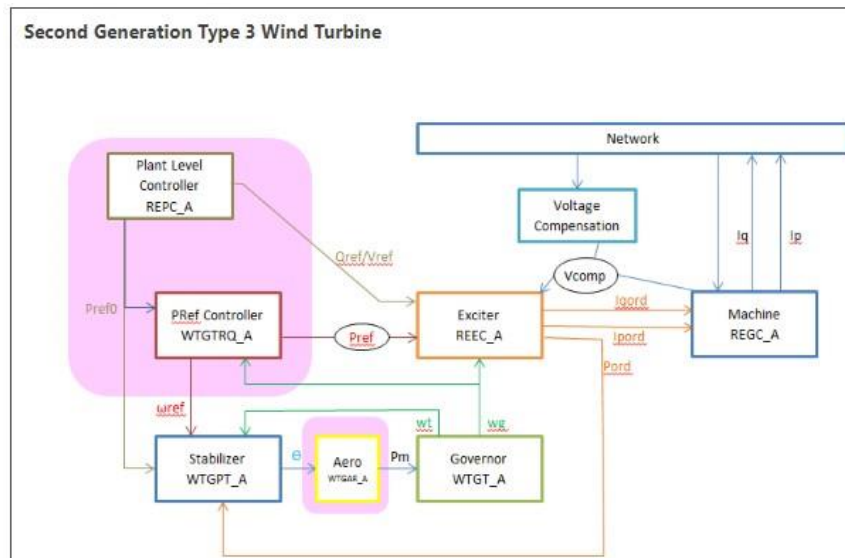 Second Generation Type 3 Wind Turbine
Network
Plant Level
Controller
REPC_A
Voltage
Compensation
Iq
Ip
Qref/Vref
Vcomp
Iqord
Pref0
PRef Controller
WTGTRQ_A
Pref
Exciter
REEC_A
Machine
REGC_A
Ipord
Pord
ωref
wt
wg
Stabilizer
WTGPT_A
Θ
Aero
WTGAR_A
Pm
Governor
WTGT_A